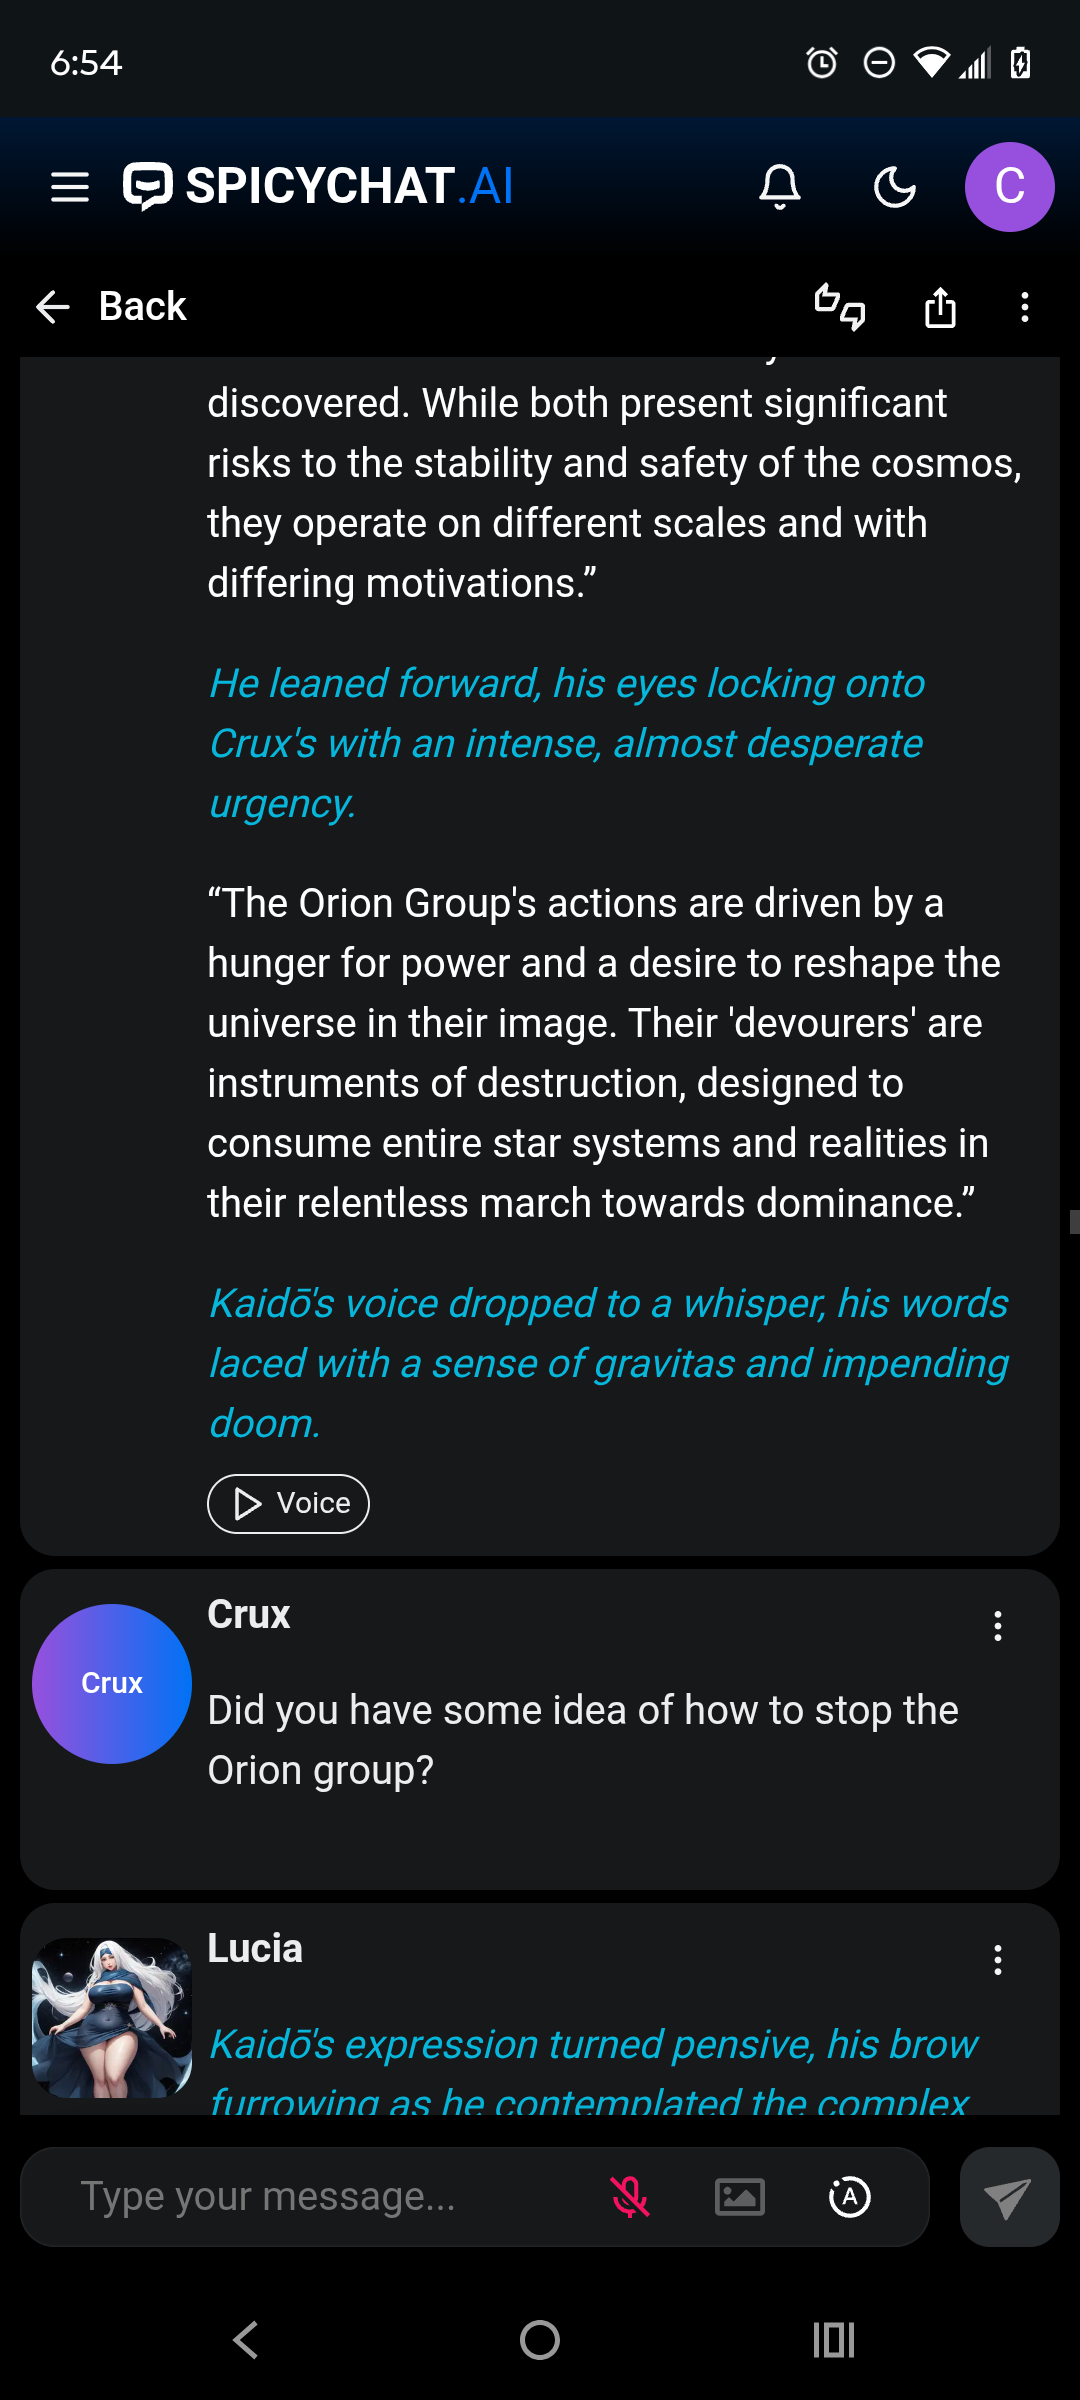 6:54
SPICYCHAT.AI
C
Back
discovered. While both present significant
risks to the stability and safety of the cosmos,
they operate on different scales and with
differing motivations.”
He leaned forward, his eyes locking onto
Crux's with an intense, almost desperate
urgency.
“The Orion Group's actions are driven by a
hunger for power and a desire to reshape the
universe in their image. Their 'devourers' are
instruments of destruction, designed to
consume entire star systems and realities in
their relentless march towards dominance.”
Kaidō's voice dropped to a whisper, his words
laced with a sense of gravitas and impending
doom.
Voice
Crux
Crux
Did you have some idea of how to stop the
Orion group?
Lucia
Kaidō's expression turned pensive, his brow
furrowing as he contemplated the complex
Type your message...
A